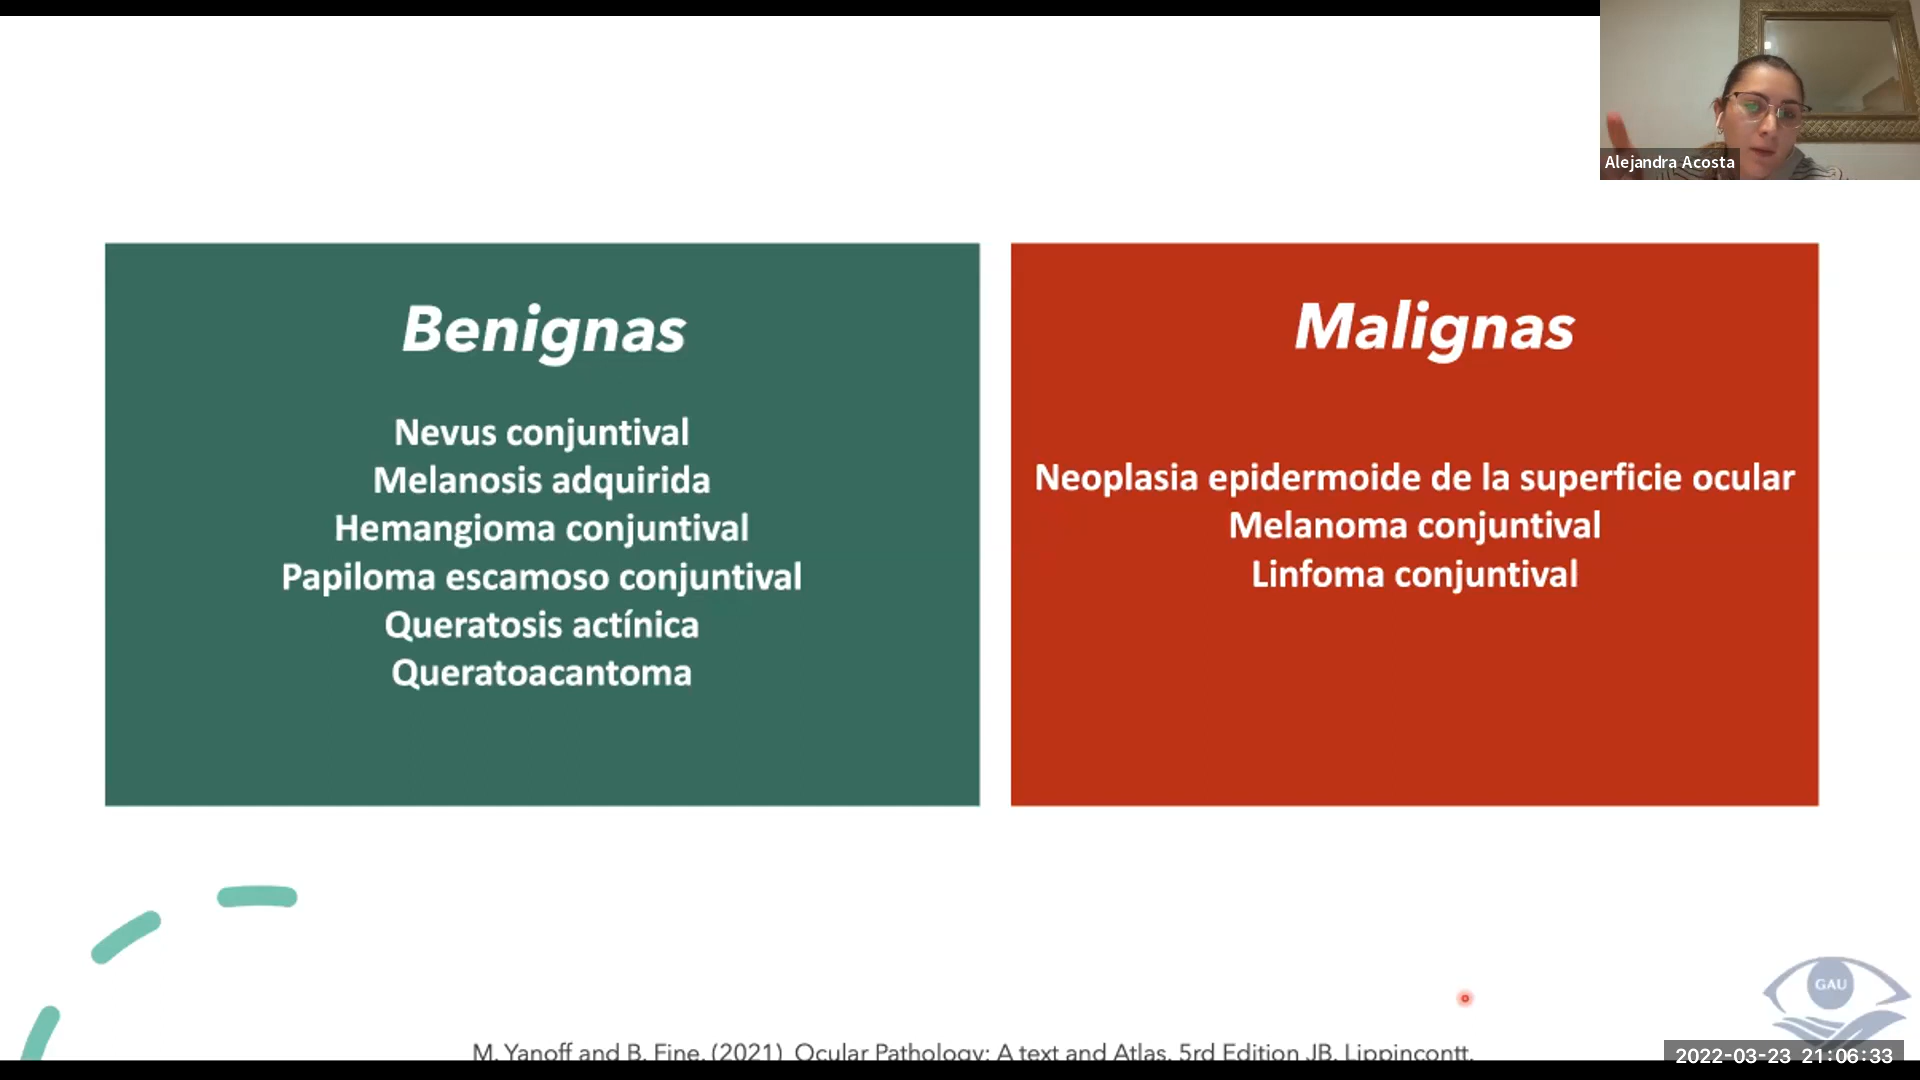 Alejandra Acosta
Benignas
Nevus conjuntival
Melanosis adquirida
Hemangioma conjuntival
Papiloma escamoso conjuntival
Queratosis actínica
Queratoacantoma
Malignas
Neoplasia epidermoide de la superficie ocular
Melanoma conjuntival
Linfoma conjuntival
GAU
M. Yanoff and B. Fine. (2021) Ocular Pathology: A text and Atlas. 5rd Edition JB. Lippincontt.
2022-03-23 21:06:33